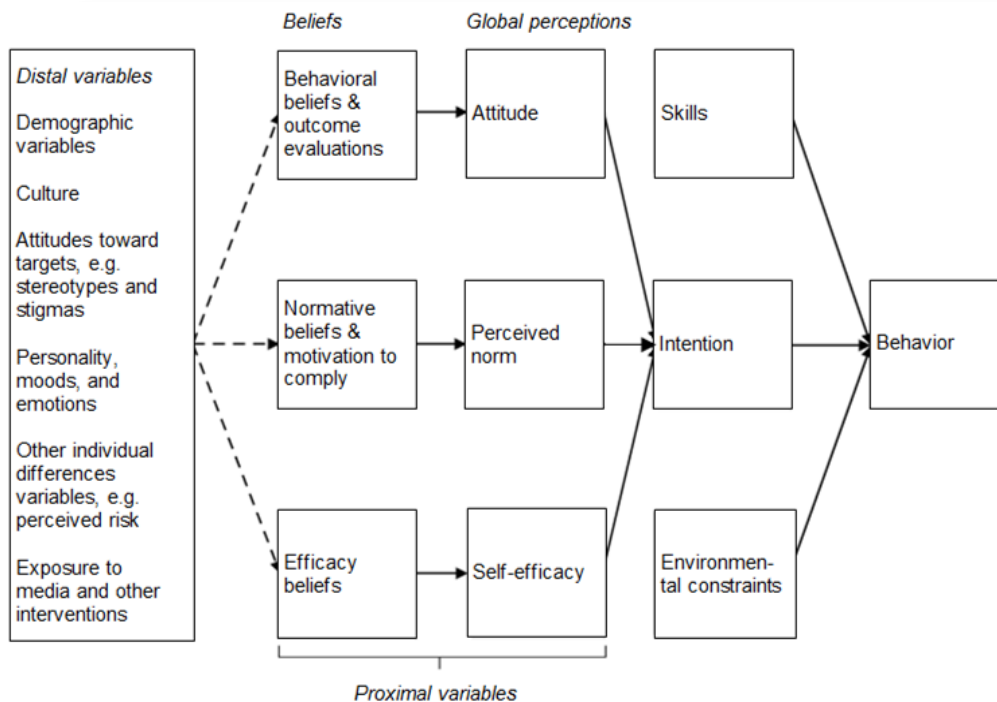 Beliefs
Global perceptions
Distal variables
Demographic
variables
Culture
Attitudes toward
targets, e.g.
stereotypes and
stigmas
Personality,
moods, and
emotions
Other individual
differences
variables, e.g.
perceived risk
Exposure to
media and other
interventions
Behavioral
beliefs &
outcome
evaluations
Attitude
Skills
Normative
beliefs &
motivation to
comply
Perceived
norm
Intention
Behavior
Efficacy
beliefs
Self-efficacy
Environmen-
tal constraints
Proximal variables